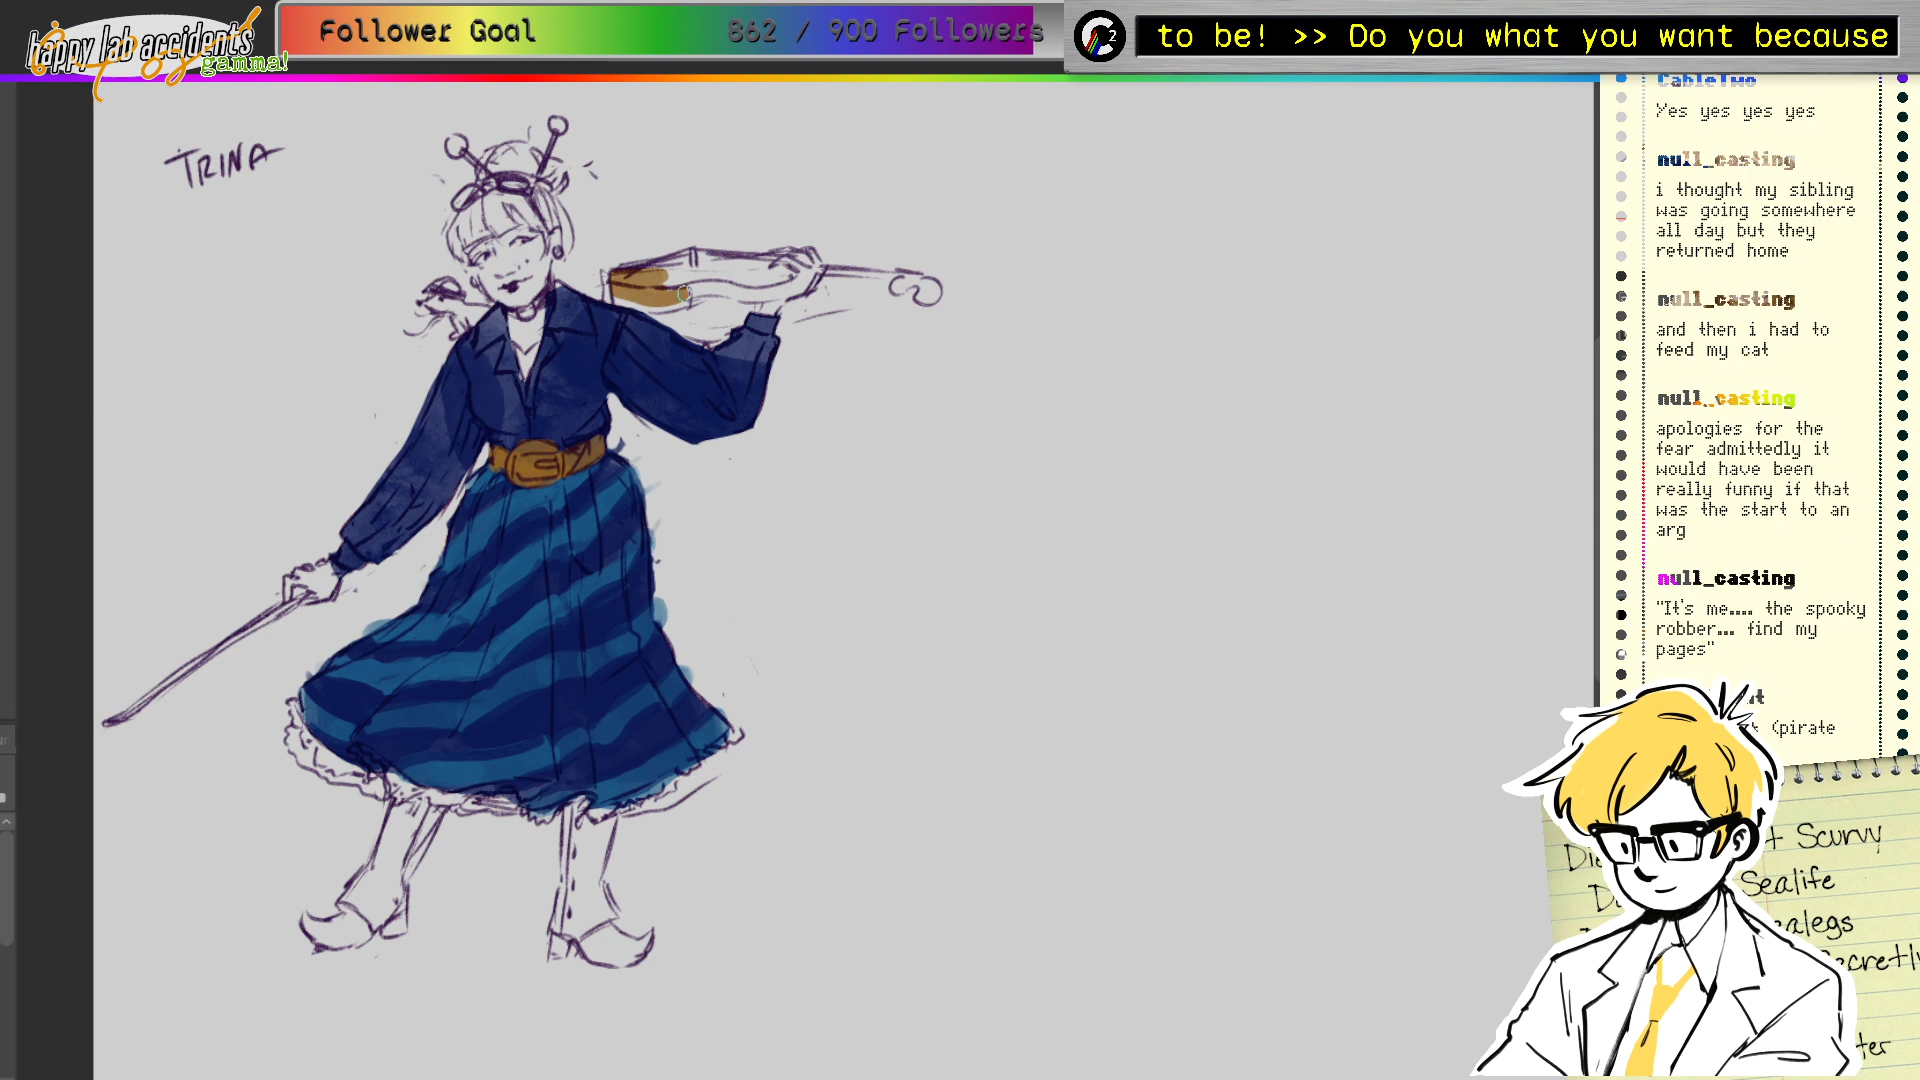 happy lab accidents
gamma!
Follower Goal 862 / 900 Followers
to be! >> Do you what you want because
TRINA
CableTwo
Yes yes yes yes
null_casting
i thought my sibling
was going somewhere
all day but they
returned home
null_casting
and then i had to
feed my cat
null_casting
apologies for the
fear admittedly it
would have been
really funny if that
was the start to an
arg
null_casting
"It's me.... the spooky
robber... find my
pages"
(pirate
Scurvy
Sealife